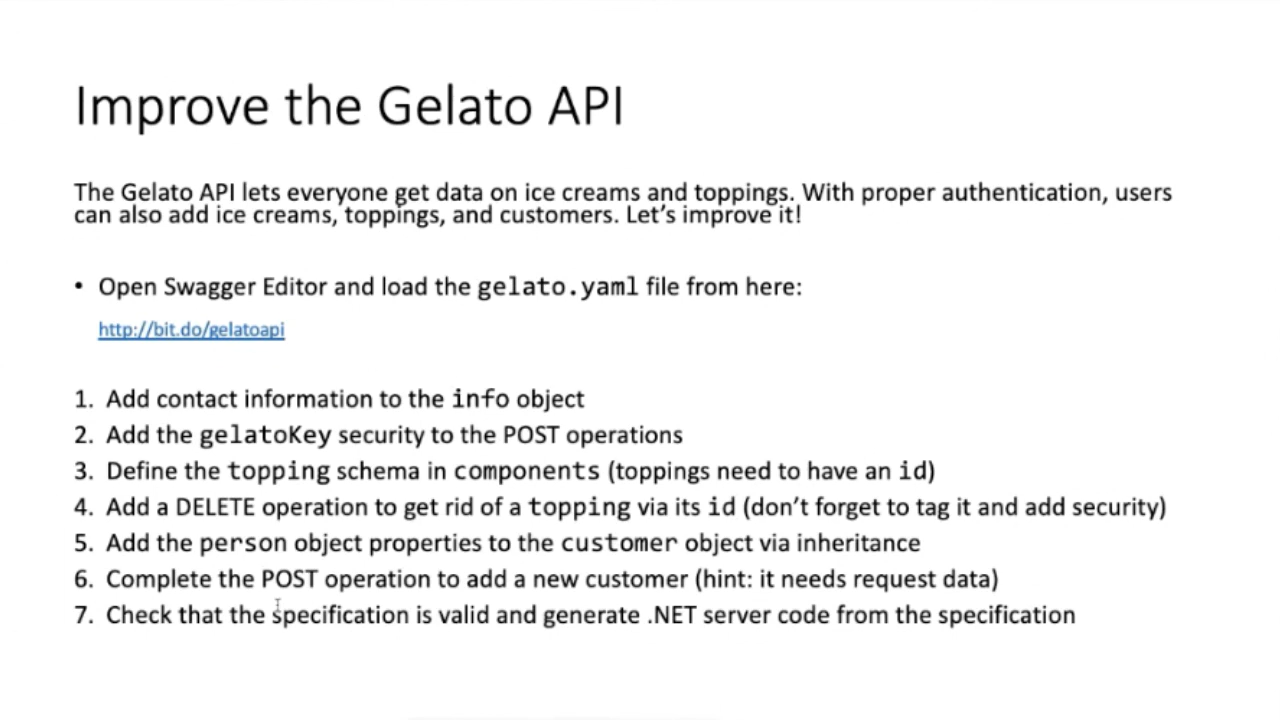 Improve the Gelato API
The Gelato API lets everyone get data on ice creams and toppings. With proper authentication, users
can also add ice creams, toppings, and customers. Let's improve it!
• Open Swagger Editor and load the gelato.yaml file from here:
http://bit.do/gelatoapi
1. Add contact information to the info object
2. Add the gelatoKey security to the POST operations
3. Define the topping schema in components (toppings need to have an id)
4. Add a DELETE operation to get rid of a topping via its id (don't forget to tag it and add security)
5. Add the person object properties to the customer object via inheritance
6. Complete the POST operation to add a new customer (hint: it needs request data)
7. Check that the specification is valid and generate .NET server code from the specification